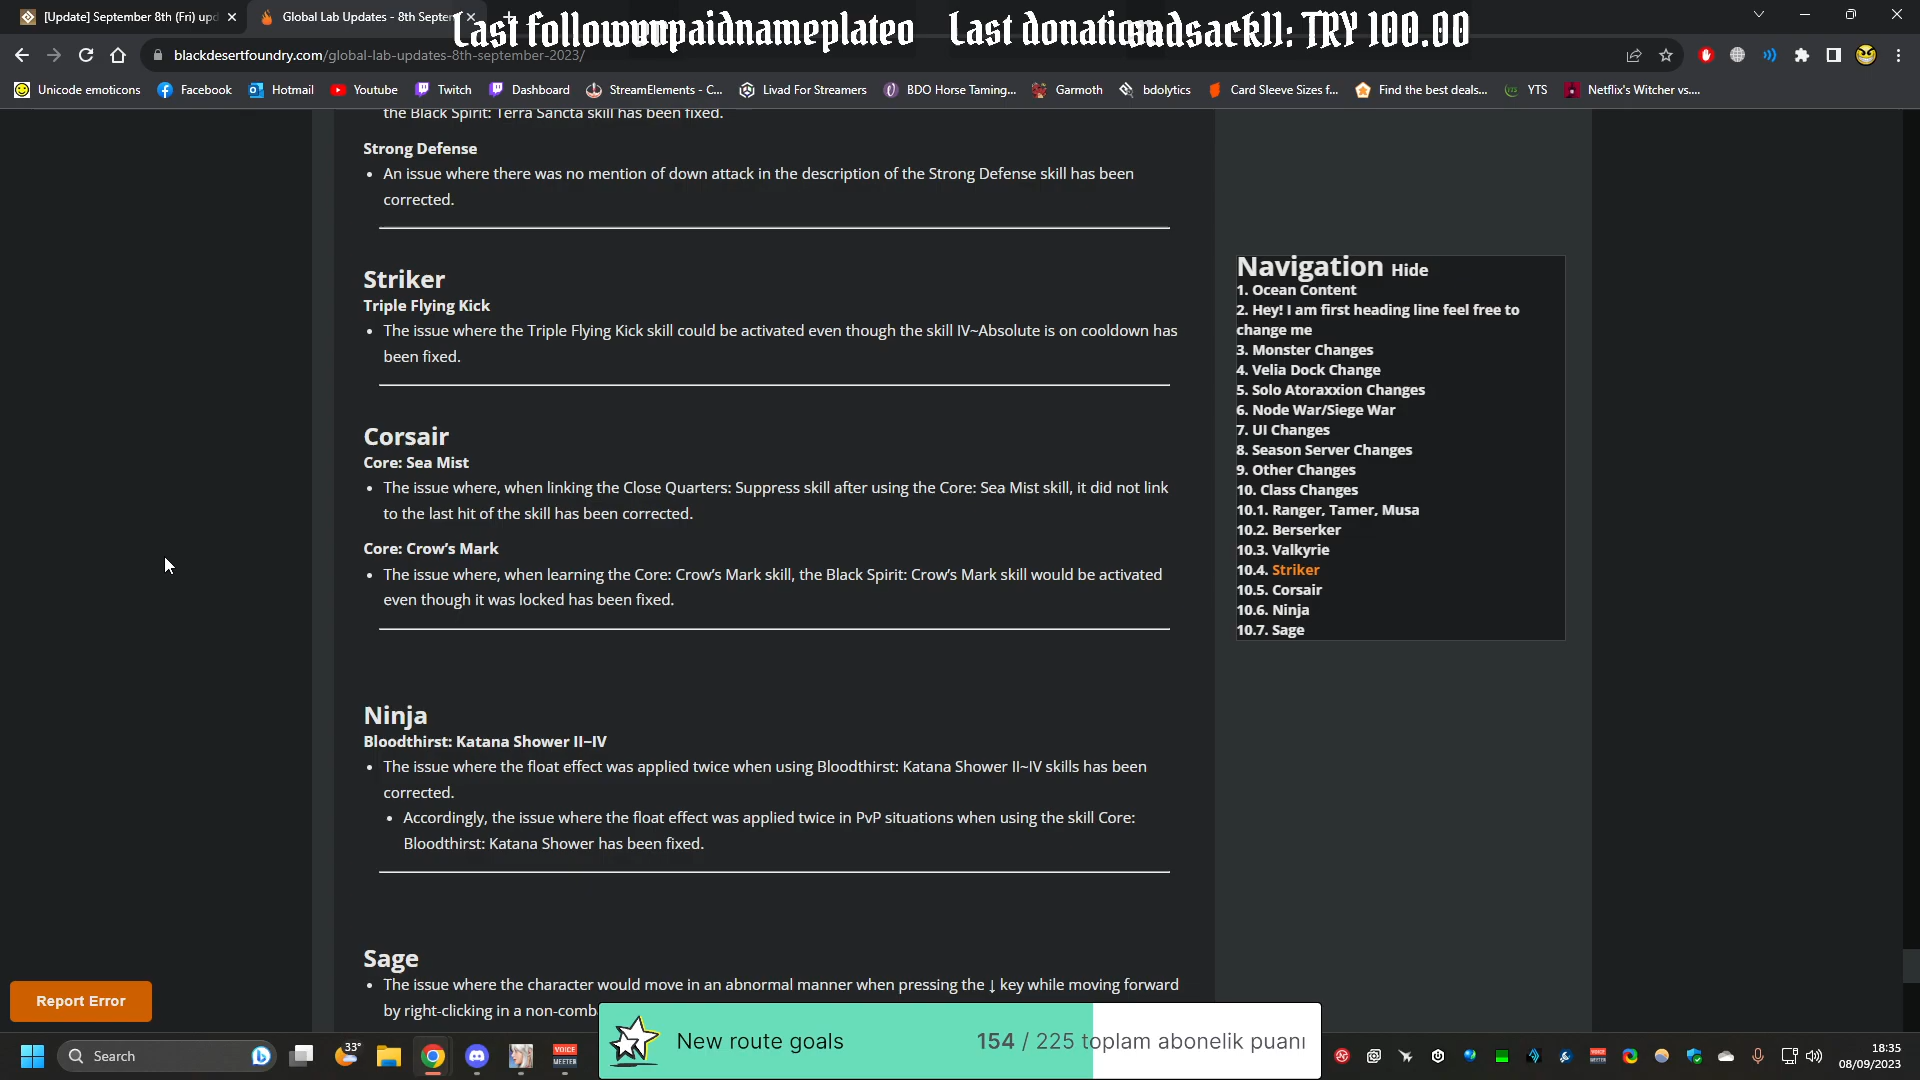 [Update] September 8th (Fri) upd
Global Lab Updates - 8th Septem
Last follower
Last donation
sadsack11: TRY 100.00
blackdesertfoundry.com/global-lab-updates-8th-september-2023/
Unicode emoticons
Facebook
Hotmail
Youtube
Twitch
Dashboard
StreamElements - C...
Livad For Streamers
BDO Horse Taming...
Garmoth
bdolytics
Card Sleeve Sizes f...
Find the best deals...
YTS
Netflix's Witcher vs....
the Black Spirit: Terra Sancta skill has been fixed.
Strong Defense
• An issue where there was no mention of down attack in the description of the Strong Defense skill has been
corrected.
Striker
Triple Flying Kick
• The issue where the Triple Flying Kick skill could be activated even though the skill IV~Absolute is on cooldown has
been fixed.
Corsair
Core: Sea Mist
• The issue where, when linking the Close Quarters: Suppress skill after using the Core: Sea Mist skill, it did not link
to the last hit of the skill has been corrected.
Core: Crow's Mark
• The issue where, when learning the Core: Crow's Mark skill, the Black Spirit: Crow's Mark skill would be activated
even though it was locked has been fixed.
Ninja
Bloodthirst: Katana Shower II~IV
• The issue where the float effect was applied twice when using Bloodthirst: Katana Shower II~IV skills has been
corrected.
• Accordingly, the issue where the float effect was applied twice in PvP situations when using the skill Core:
Bloodthirst: Katana Shower has been fixed.
Sage
• The issue where the character would move in an abnormal manner when pressing the ↓ key while moving forward
by right-clicking in a non-comb
Navigation Hide
1. Ocean Content
2. Hey! I am first heading line feel free to
change me
3. Monster Changes
4. Velia Dock Change
5. Solo Atoraxxion Changes
6. Node War/Siege War
7. UI Changes
8. Season Server Changes
9. Other Changes
10. Class Changes
10.1. Ranger, Tamer, Musa
10.2. Berserker
10.3. Valkyrie
10.4. Striker
10.5. Corsair
10.6. Ninja
10.7. Sage
Report Error
New route goals
154 / 225 toplam abonelik puanı
Search
33°
VOICE
MEETER
18:35
08/09/2023